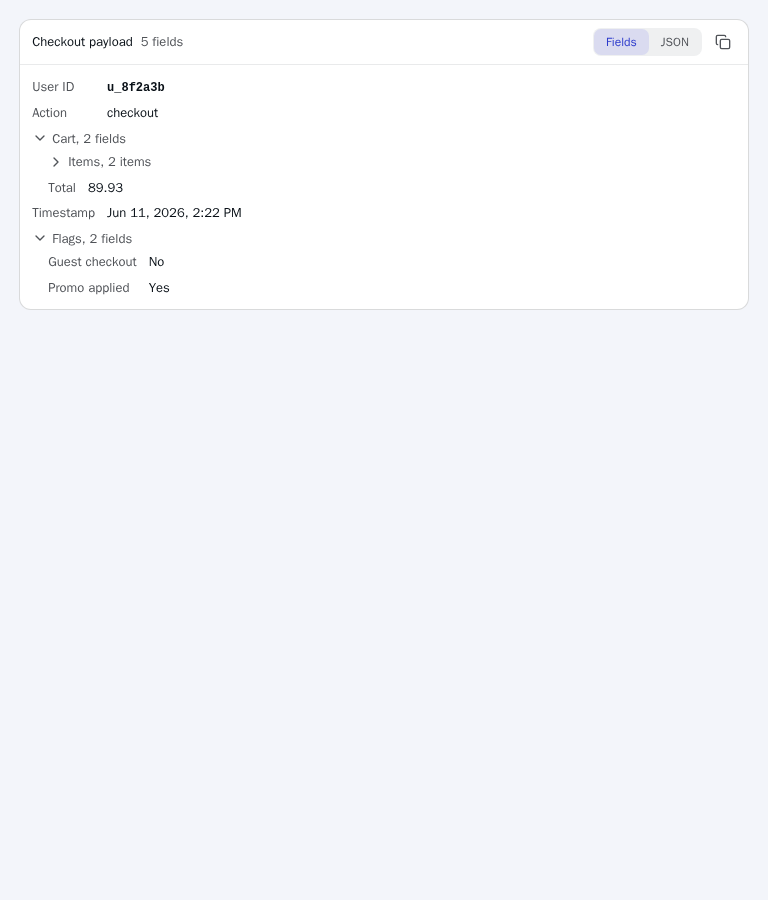 Checkout payload 5 fields Fields JSON
User ID u_8f2a3b
Action checkout
Cart, 2 fields
Items, 2 items
Total 89.93
Timestamp Jun 11, 2026, 2:22 PM
Flags, 2 fields
Guest checkout No
Promo applied Yes